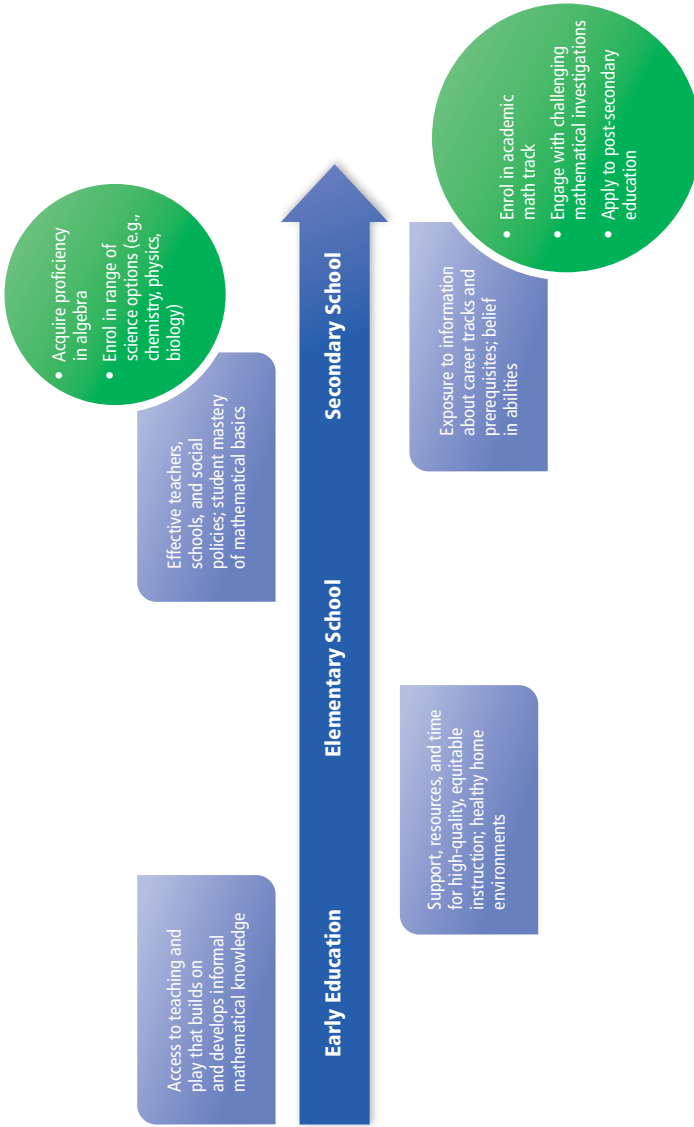 Access to teaching and
play that builds on
and develops informal
mathematical knowledge
Effective teachers,
schools, and social
policies; student mastery
of mathematical basics
• Acquire proficiency
in algebra
• Enrol in range of
science options (e.g.,
chemistry, physics,
biology)
Early Education
Elementary School
Secondary School
Support, resources, and time
for high-quality, equitable
instruction; healthy home
environments
Exposure to information
about career tracks and
prerequisites; belief
in abilities
• Enrol in academic
math track
• Engage with challenging
mathematical investigations
• Apply to post-secondary
education